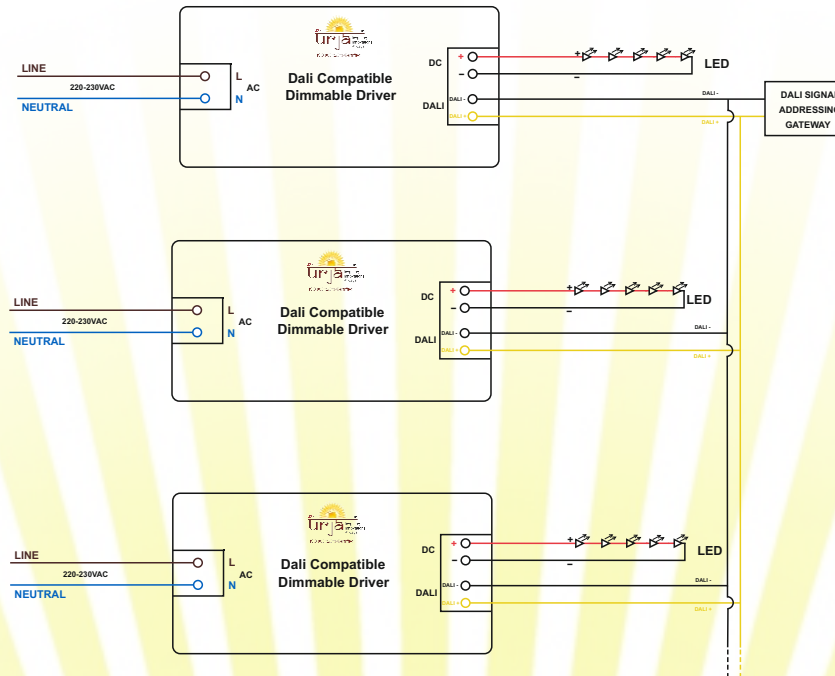 urja
Dali Compatible
Dimmable Driver
LINE
220-230VAC
NEUTRAL
L
N
AC
DC
+
−
DALI
DALI -
DALI +
+
−
LED
DALI -
DALI +
DALI SIGNAL
ADDRESSING
GATEWAY
urja
Dali Compatible
Dimmable Driver
LINE
220-230VAC
NEUTRAL
L
N
AC
DC
+
−
DALI
DALI -
DALI +
+
−
LED
DALI -
DALI +
urja
Dali Compatible
Dimmable Driver
LINE
220-230VAC
NEUTRAL
L
N
AC
DC
+
−
DALI
DALI -
DALI +
+
−
LED
DALI -
DALI +